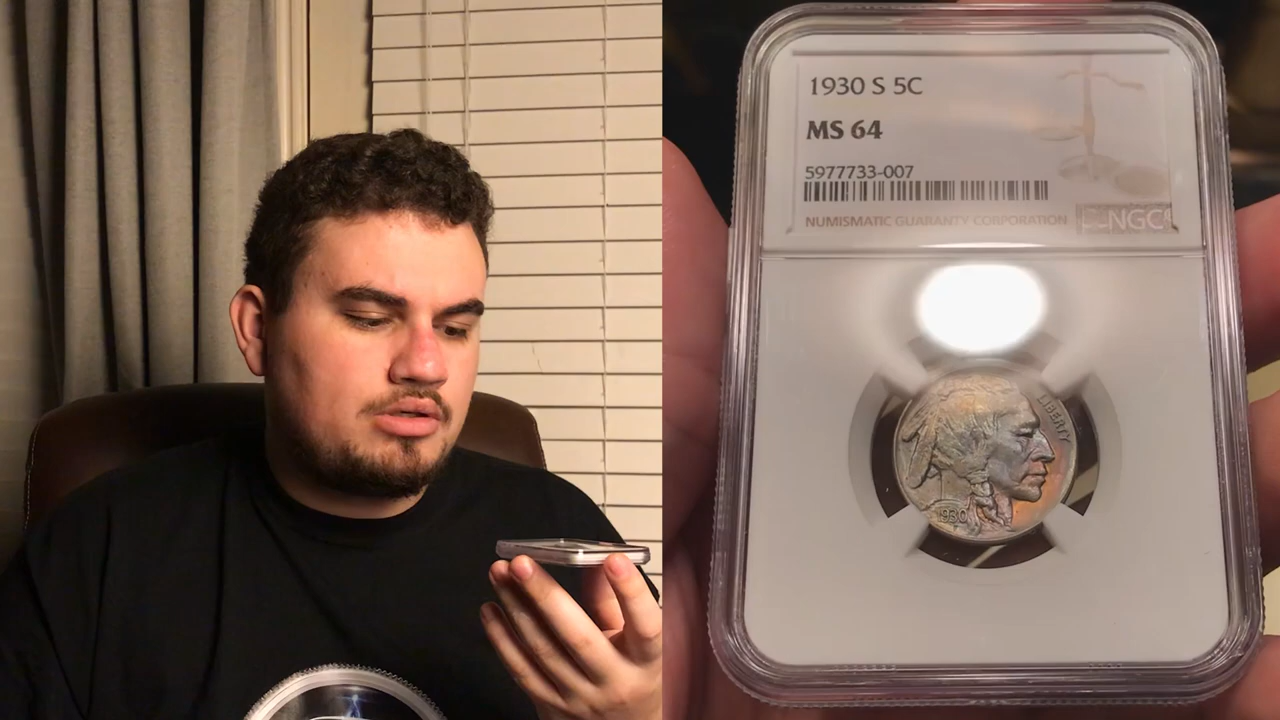 1930 S 5C
MS 64
5977733-007
NUMISMATIC GUARANTY CORPORATION NGC
LIBERTY
1930